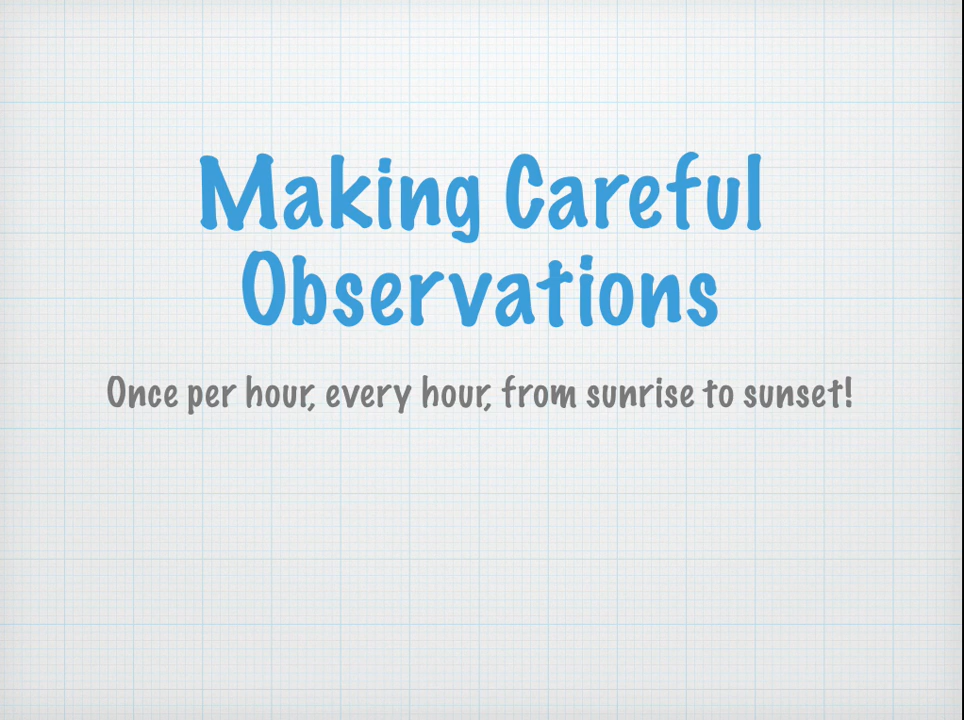 Making Careful
Observations
Once per hour, every hour, from sunrise to sunset!